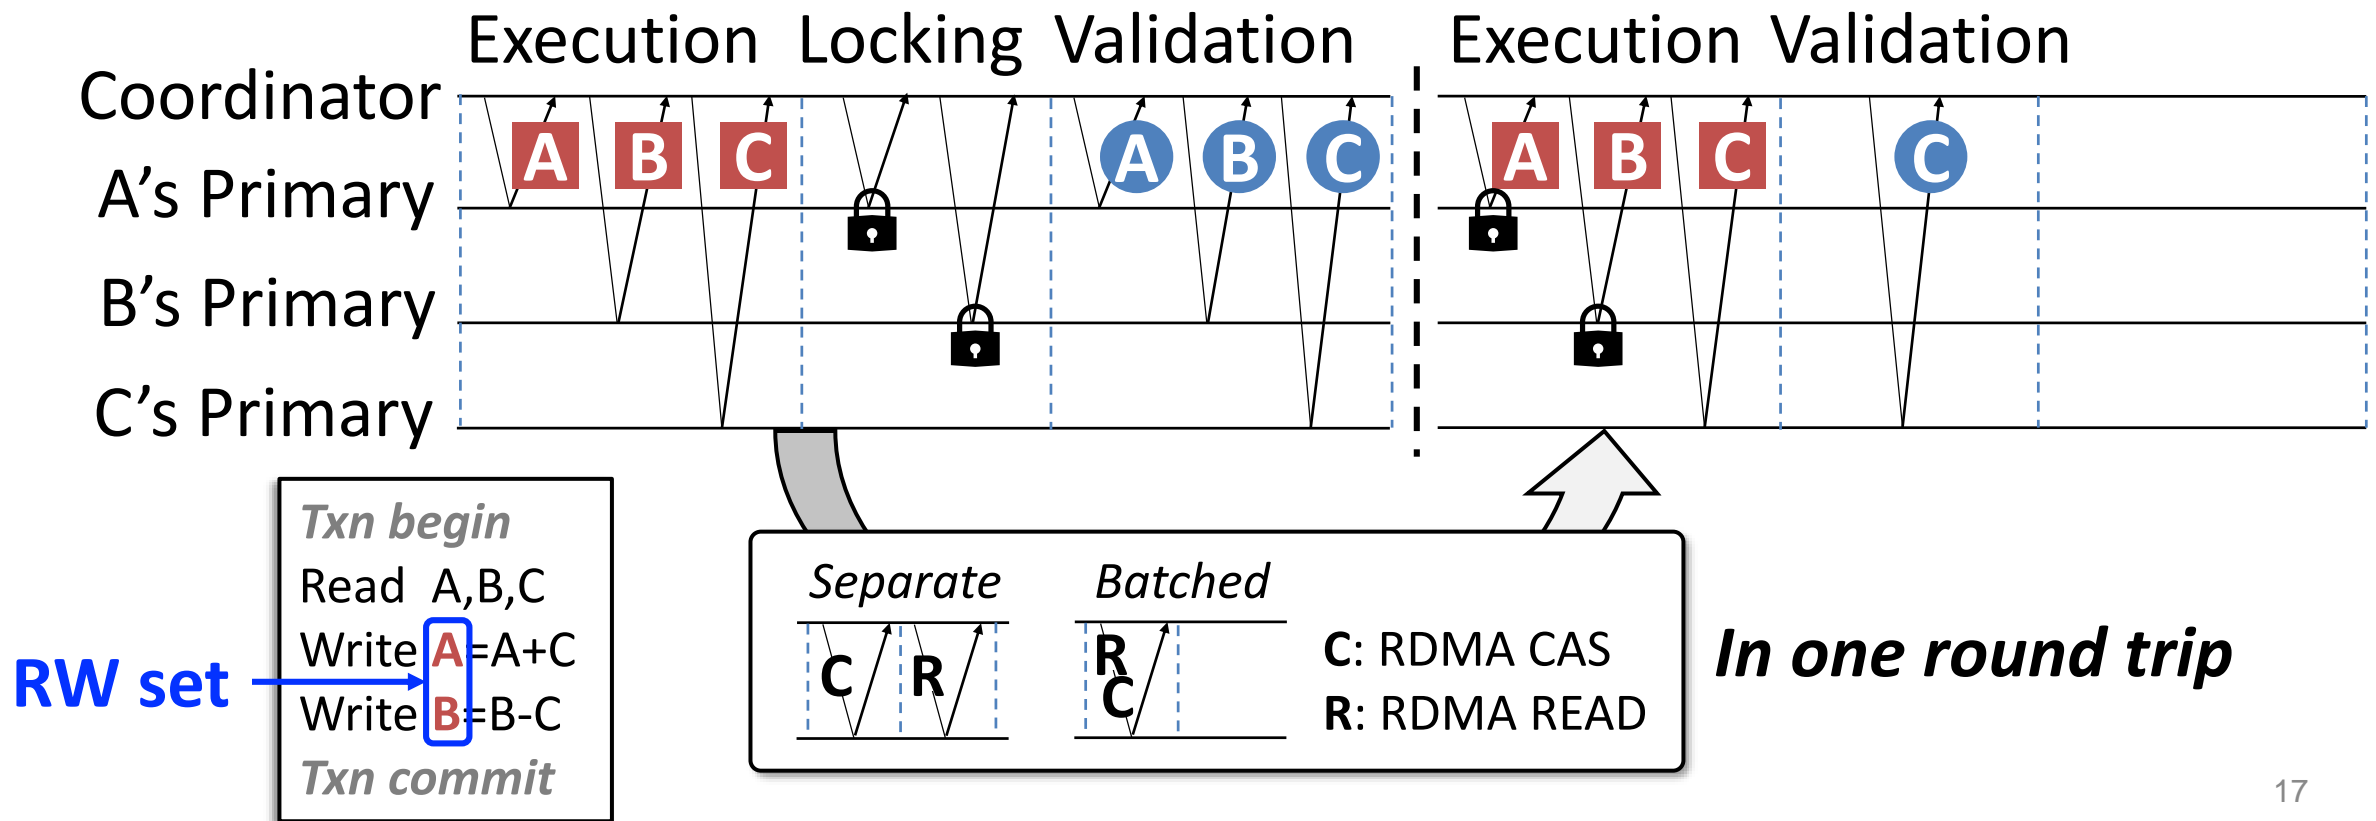 Execution Locking Validation
Execution Validation
Coordinator
A B C
A B C
A B C
C
A's Primary
B's Primary
C's Primary
Txn begin
Read A,B,C
Write A=A+C
Write B=B-C
Txn commit
RW set
Separate
Batched
C R
R
C
C: RDMA CAS
R: RDMA READ
In one round trip
17